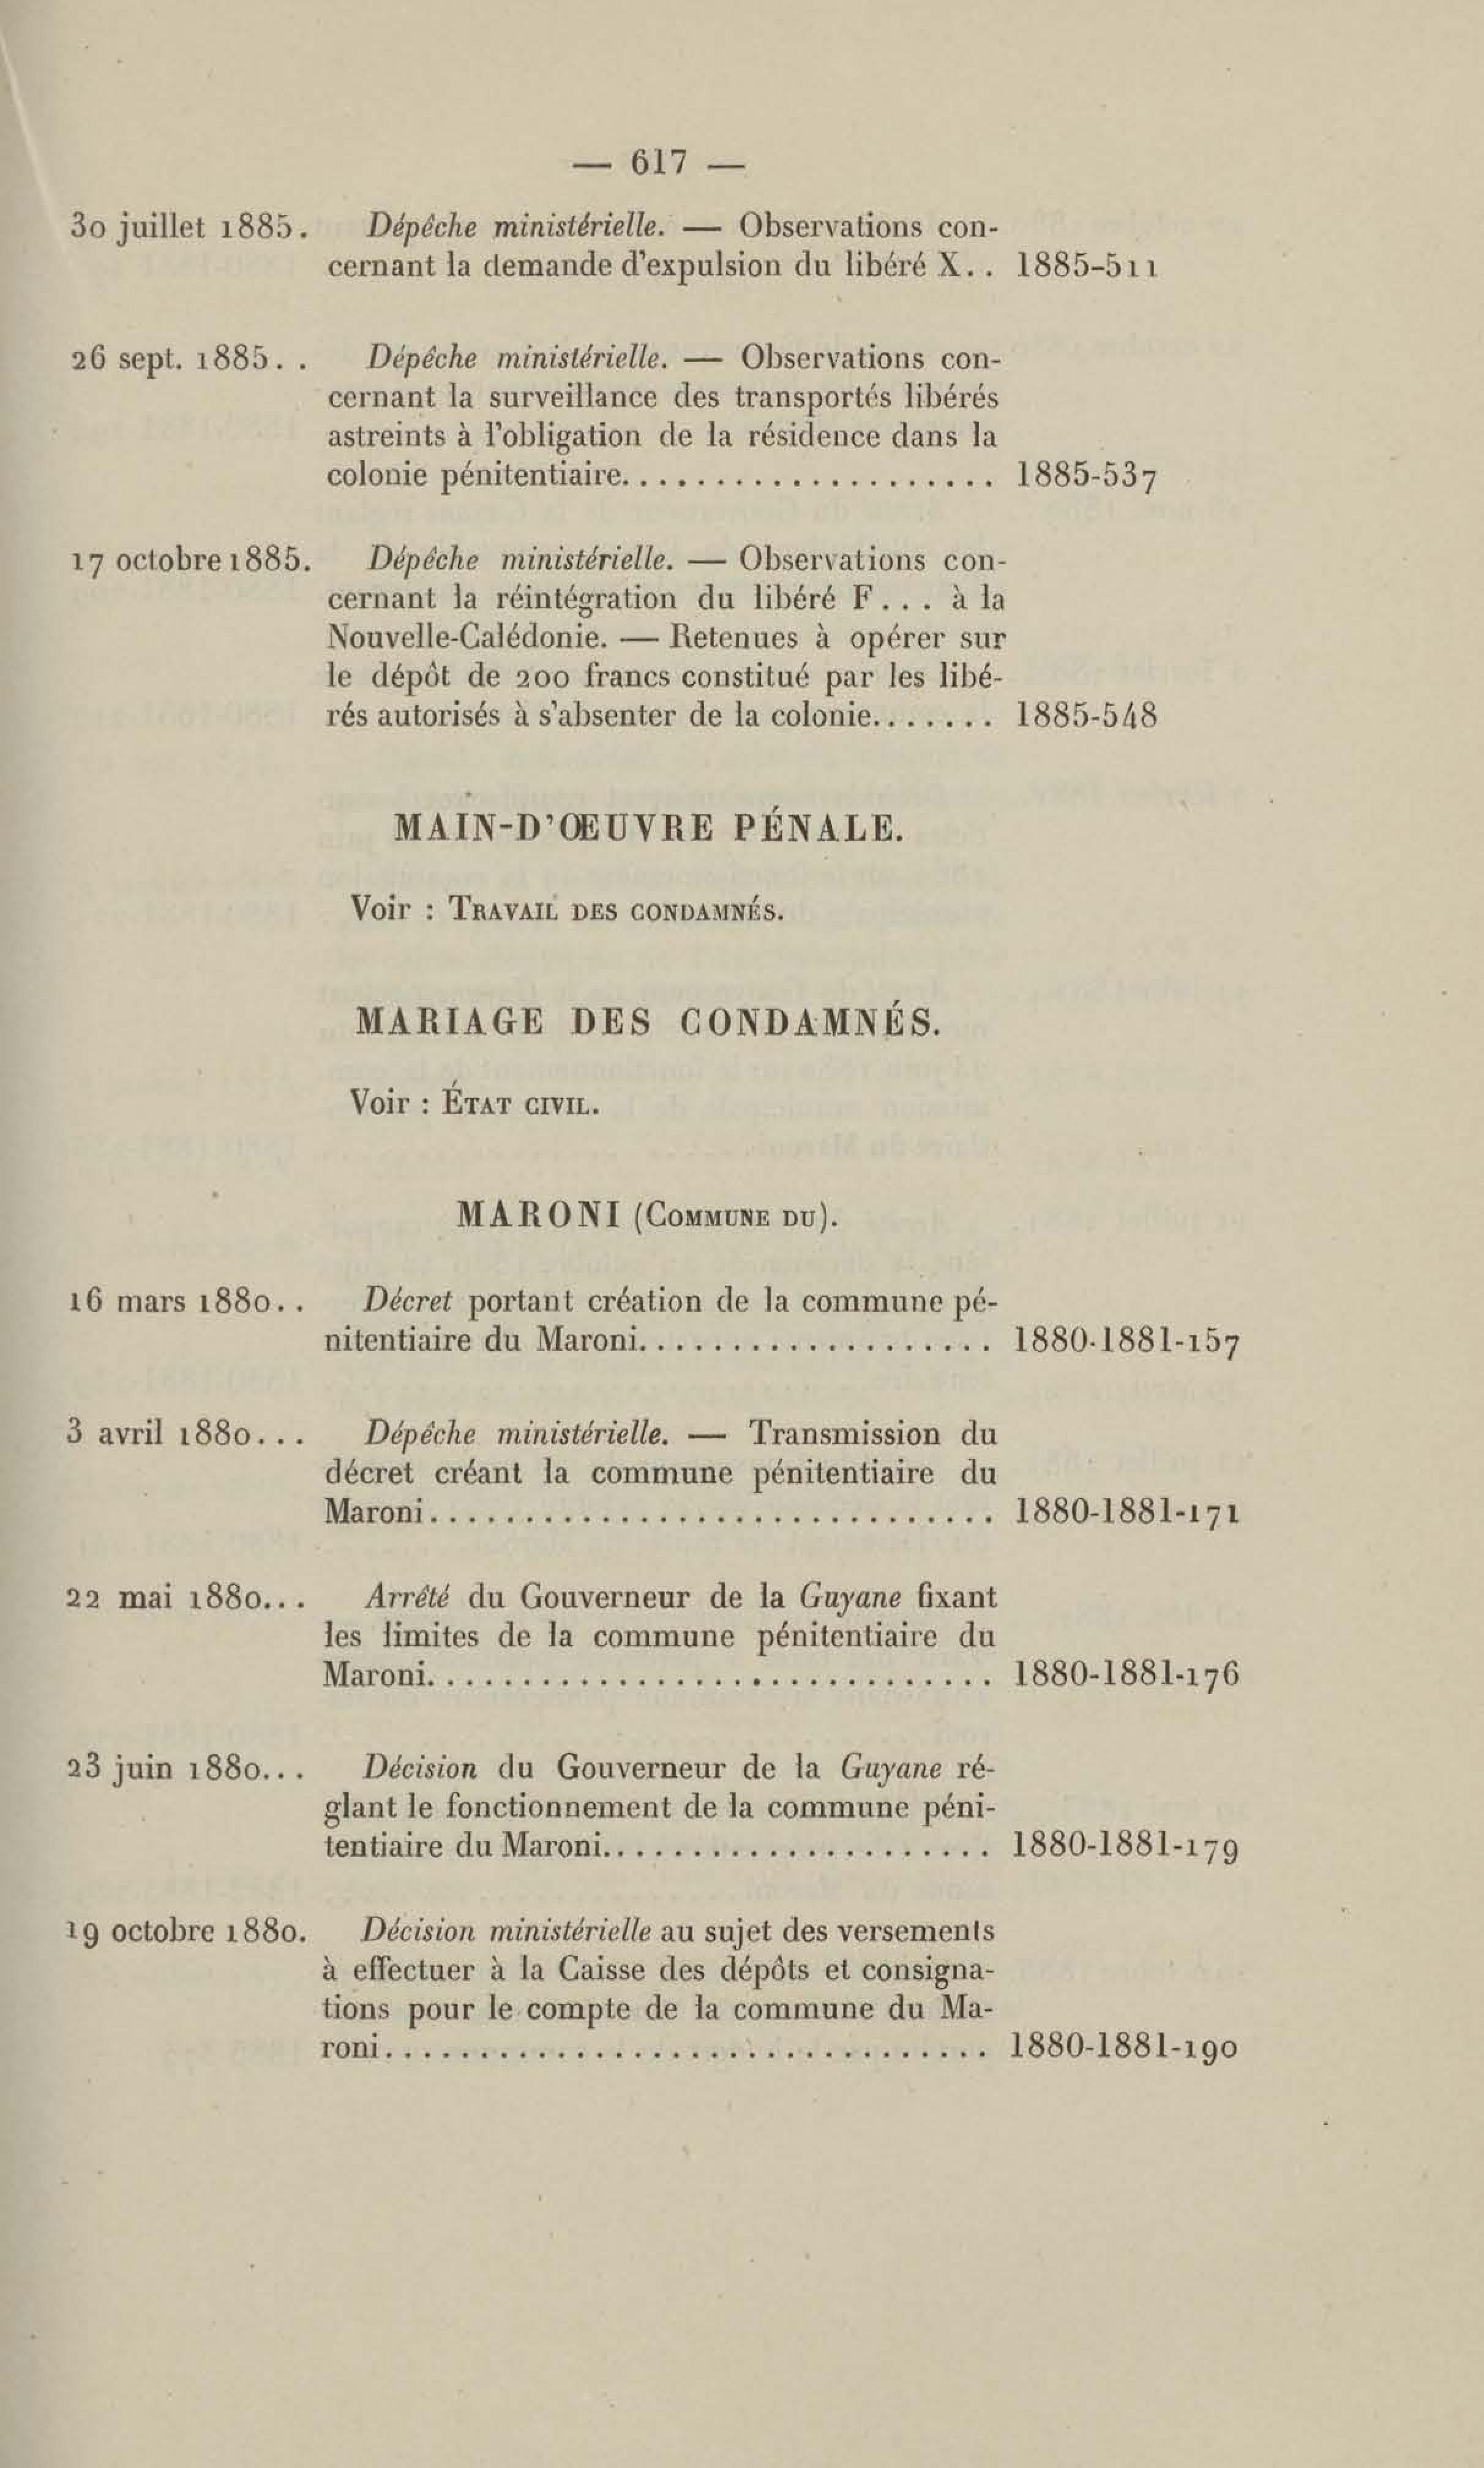 — 617 —
30 juillet 1885. Dépêche ministérielle. — Observations con-
cernant la demande d'expulsion du libéré X.. 1885-511
26 sept. 1885.. Dépêche ministérielle. — Observations con-
cernant la surveillance des transportés libérés
astreints à l'obligation de la résidence dans la
colonie pénitentiaire.................... 1885-537
17 octobre 1885. Dépêche ministérielle. — Observations con-
cernant la réintégration du libéré F... à la
Nouvelle-Calédonie. — Retenues à opérer sur
le dépôt de 200 francs constitué par les libé-
rés autorisés à s'absenter de la colonie....... 1885-548
MAIN-D'ŒUVRE PÉNALE.
Voir : TRAVAIL DES CONDAMNÉS.
MARIAGE DES CONDAMNÉS.
Voir : ÉTAT CIVIL.
MARONI (COMMUNE DU).
16 mars 1880.. Décret portant création de la commune pé-
nitentiaire du Maroni................... 1880-1881-157
3 avril 1880... Dépêche ministérielle. — Transmission du
décret créant la commune pénitentiaire du
Maroni.............................. 1880-1881-171
22 mai 1880... Arrêté du Gouverneur de la Guyane fixant
les limites de la commune pénitentiaire du
Maroni.............................. 1880-1881-176
23 juin 1880... Décision du Gouverneur de la Guyane ré-
glant le fonctionnement de la commune péni-
tentiaire du Maroni..................... 1880-1881-179
19 octobre 1880. Décision ministérielle au sujet des versements
à effectuer à la Caisse des dépôts et consigna-
tions pour le compte de la commune du Ma-
roni................................ 1880-1881-190